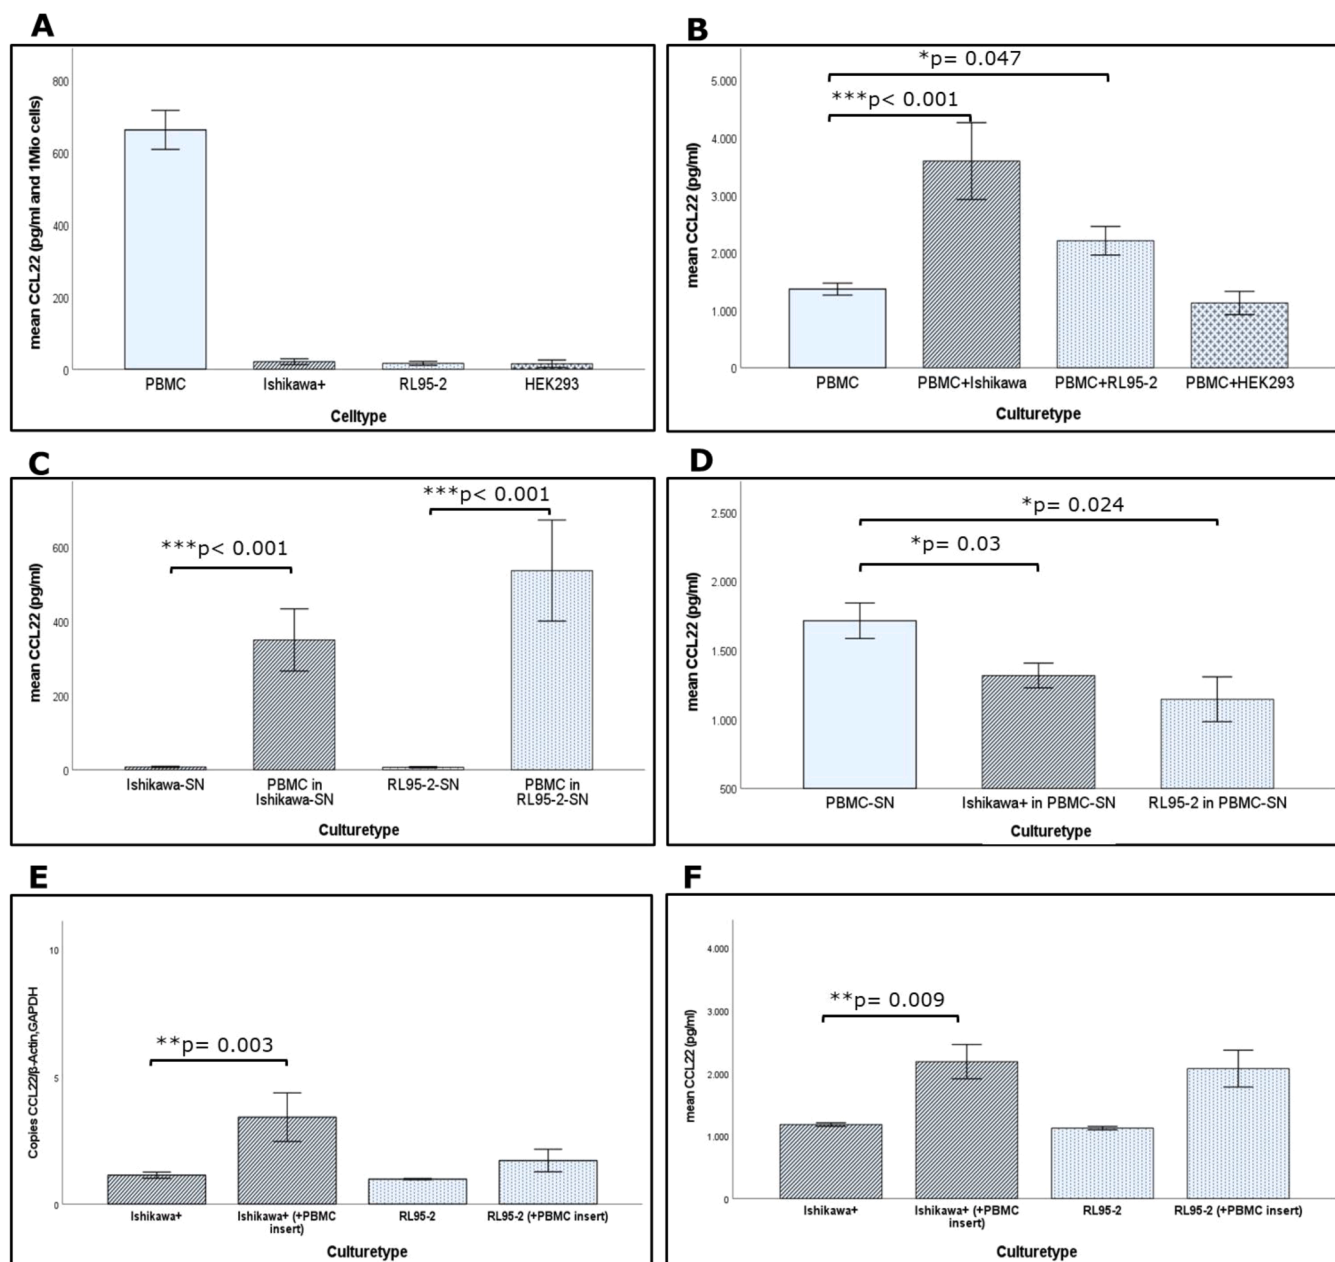 A
mean CCL22 (pg/ml and 1Mio cells)
800
600
400
200
0
PBMC
Ishikawa+
RL95-2
HEK293
Celltype
B
mean CCL22 (pg/ml)
5.000
4.000
3.000
2.000
1.000
0
*p= 0.047
***p< 0.001
PBMC
PBMC+Ishikawa
PBMC+RL95-2
PBMC+HEK293
Culturetype
C
mean CCL22 (pg/ml)
600
400
200
0
***p< 0.001
***p< 0.001
Ishikawa-SN
PBMC in
Ishikawa-SN
RL95-2-SN
PBMC in
RL95-2-SN
Culturetype
D
mean CCL22 (pg/ml)
2.500
2.000
1.500
1.000
500
*p= 0.024
*p= 0.03
PBMC-SN
Ishikawa+ in PBMC-SN
RL95-2 in PBMC-SN
Culturetype
E
Copies CCL22/β-Actin,GAPDH
10
5
0
**p= 0.003
Ishikawa+
Ishikawa+ (+PBMC
insert)
RL95-2
RL95-2 (+PBMC insert)
Culturetype
F
mean CCL22 (pg/ml)
4.000
3.000
2.000
1.000
0
**p= 0.009
Ishikawa+
Ishikawa+ (+PBMC
insert)
RL95-2
RL95-2 (+PBMC insert)
Culturetype